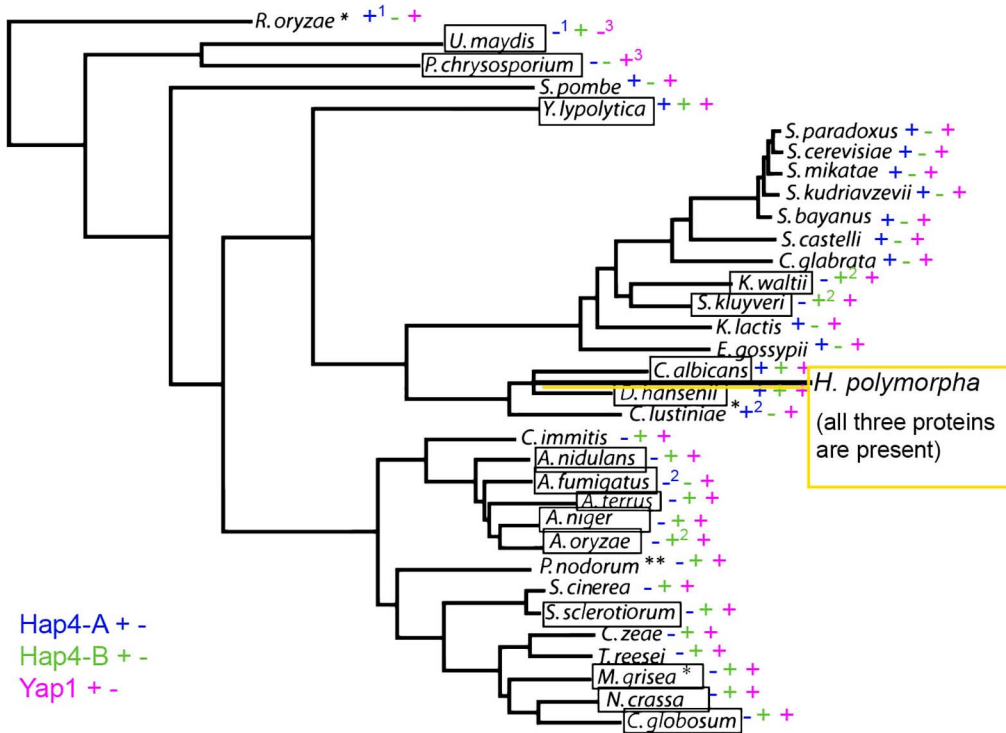 R. oryzae * +1 - +
U. maydis -1 + -3
P. chrysosporium - - +3
S. pombe + - +
Y. lypolytica + + +
S. paradoxus + - +
S. cerevisiae + - +
S. mikatae + - +
S. kudriavzevii + - +
S. bayanus + - +
S. castelli + - +
C. glabrata + - +
K. waltii - +2 +
S. kluyveri - +2 +
K. lactis + - +
E. gossypii + - +
C. albicans + + +
H. polymorpha
(all three proteins
are present)
D. hansenii + + +
C. lustiniae * +2 - +
C. immitis - + +
A. nidulans - + +
A. fumigatus -2 - +
A. terrus - + +
A. niger - + +
A. oryzae - +2 +
P. nodorum ** - + +
S. cinerea - + +
S. sclerotiorum - + +
C. zeae - + +
T. reesei - + +
M. grisea * - + +
N. crassa - + +
C. globosum - + +
Hap4-A + -
Hap4-B + -
Yap1 + -